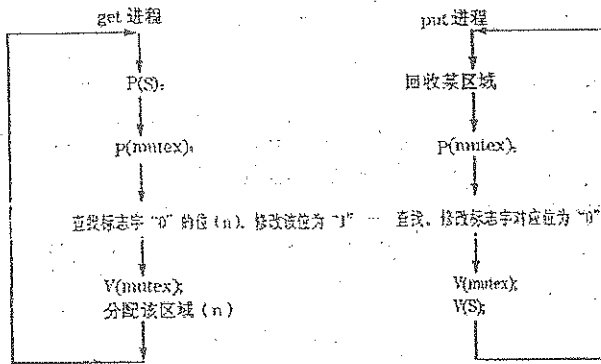 get 进程
P(S);
P(mutex);
查找标志字“0”的位(n)、修改该位为“1”
V(mutex);
分配该区域(n)
put 进程
回收某区域
P(mutex);
查找、修改标志字对应位为“0”
V(mutex);
V(S);